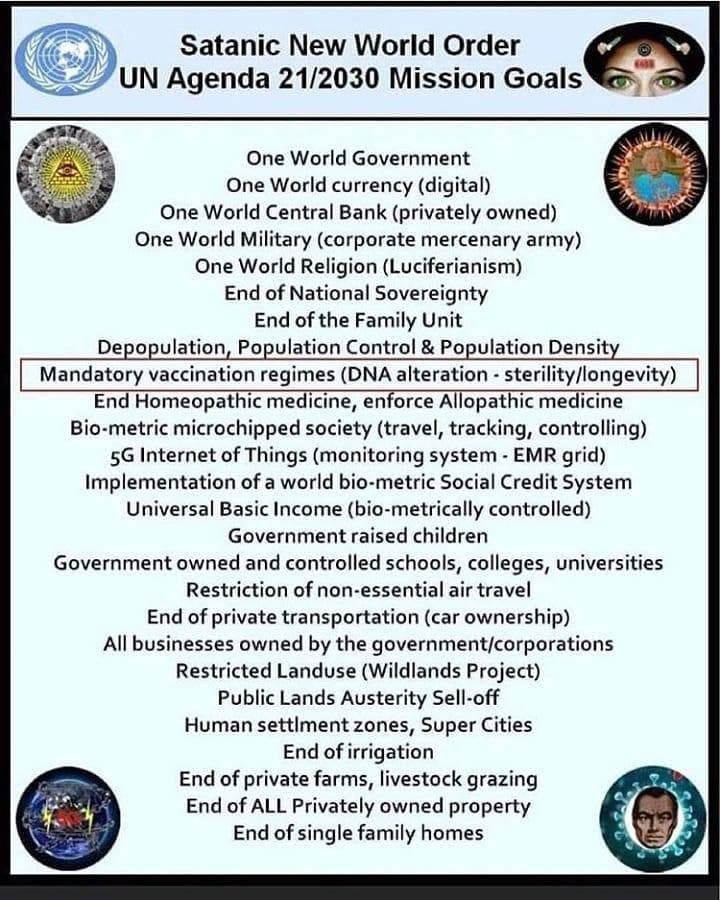 Satanic New World Order
UN Agenda 21/2030 Mission Goals
One World Government
One World currency (digital)
One World Central Bank (privately owned)
One World Military (corporate mercenary army)
One World Religion (Luciferianism)
End of National Sovereignty
End of the Family Unit
Depopulation, Population Control & Population Density
Mandatory vaccination regimes (DNA alteration - sterility/longevity)
End Homeopathic medicine, enforce Allopathic medicine
Bio-metric microchipped society (travel, tracking, controlling)
5G Internet of Things (monitoring system - EMR grid)
Implementation of a world bio-metric Social Credit System
Universal Basic Income (bio-metrically controlled)
Government raised children
Government owned and controlled schools, colleges, universities
Restriction of non-essential air travel
End of private transportation (car ownership)
All businesses owned by the government/corporations
Restricted Landuse (Wildlands Project)
Public Lands Austerity Sell-off
Human settlment zones, Super Cities
End of irrigation
End of private farms, livestock grazing
End of ALL Privately owned property
End of single family homes